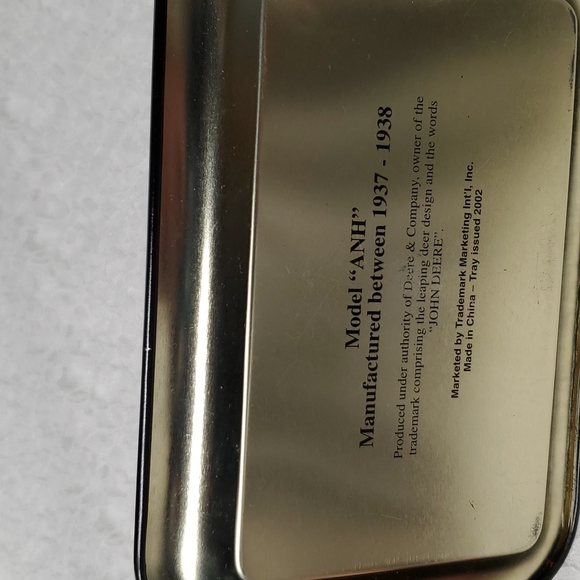 Model “ANH”
Manufactured between 1937 - 1938
Produced under authority of Deere & Company, owner of the
trademark comprising the leaping deer design and the words
“JOHN DEERE”.
Marketed by Trademark Marketing Int'l, Inc.
Made in China – Tray issued 2002